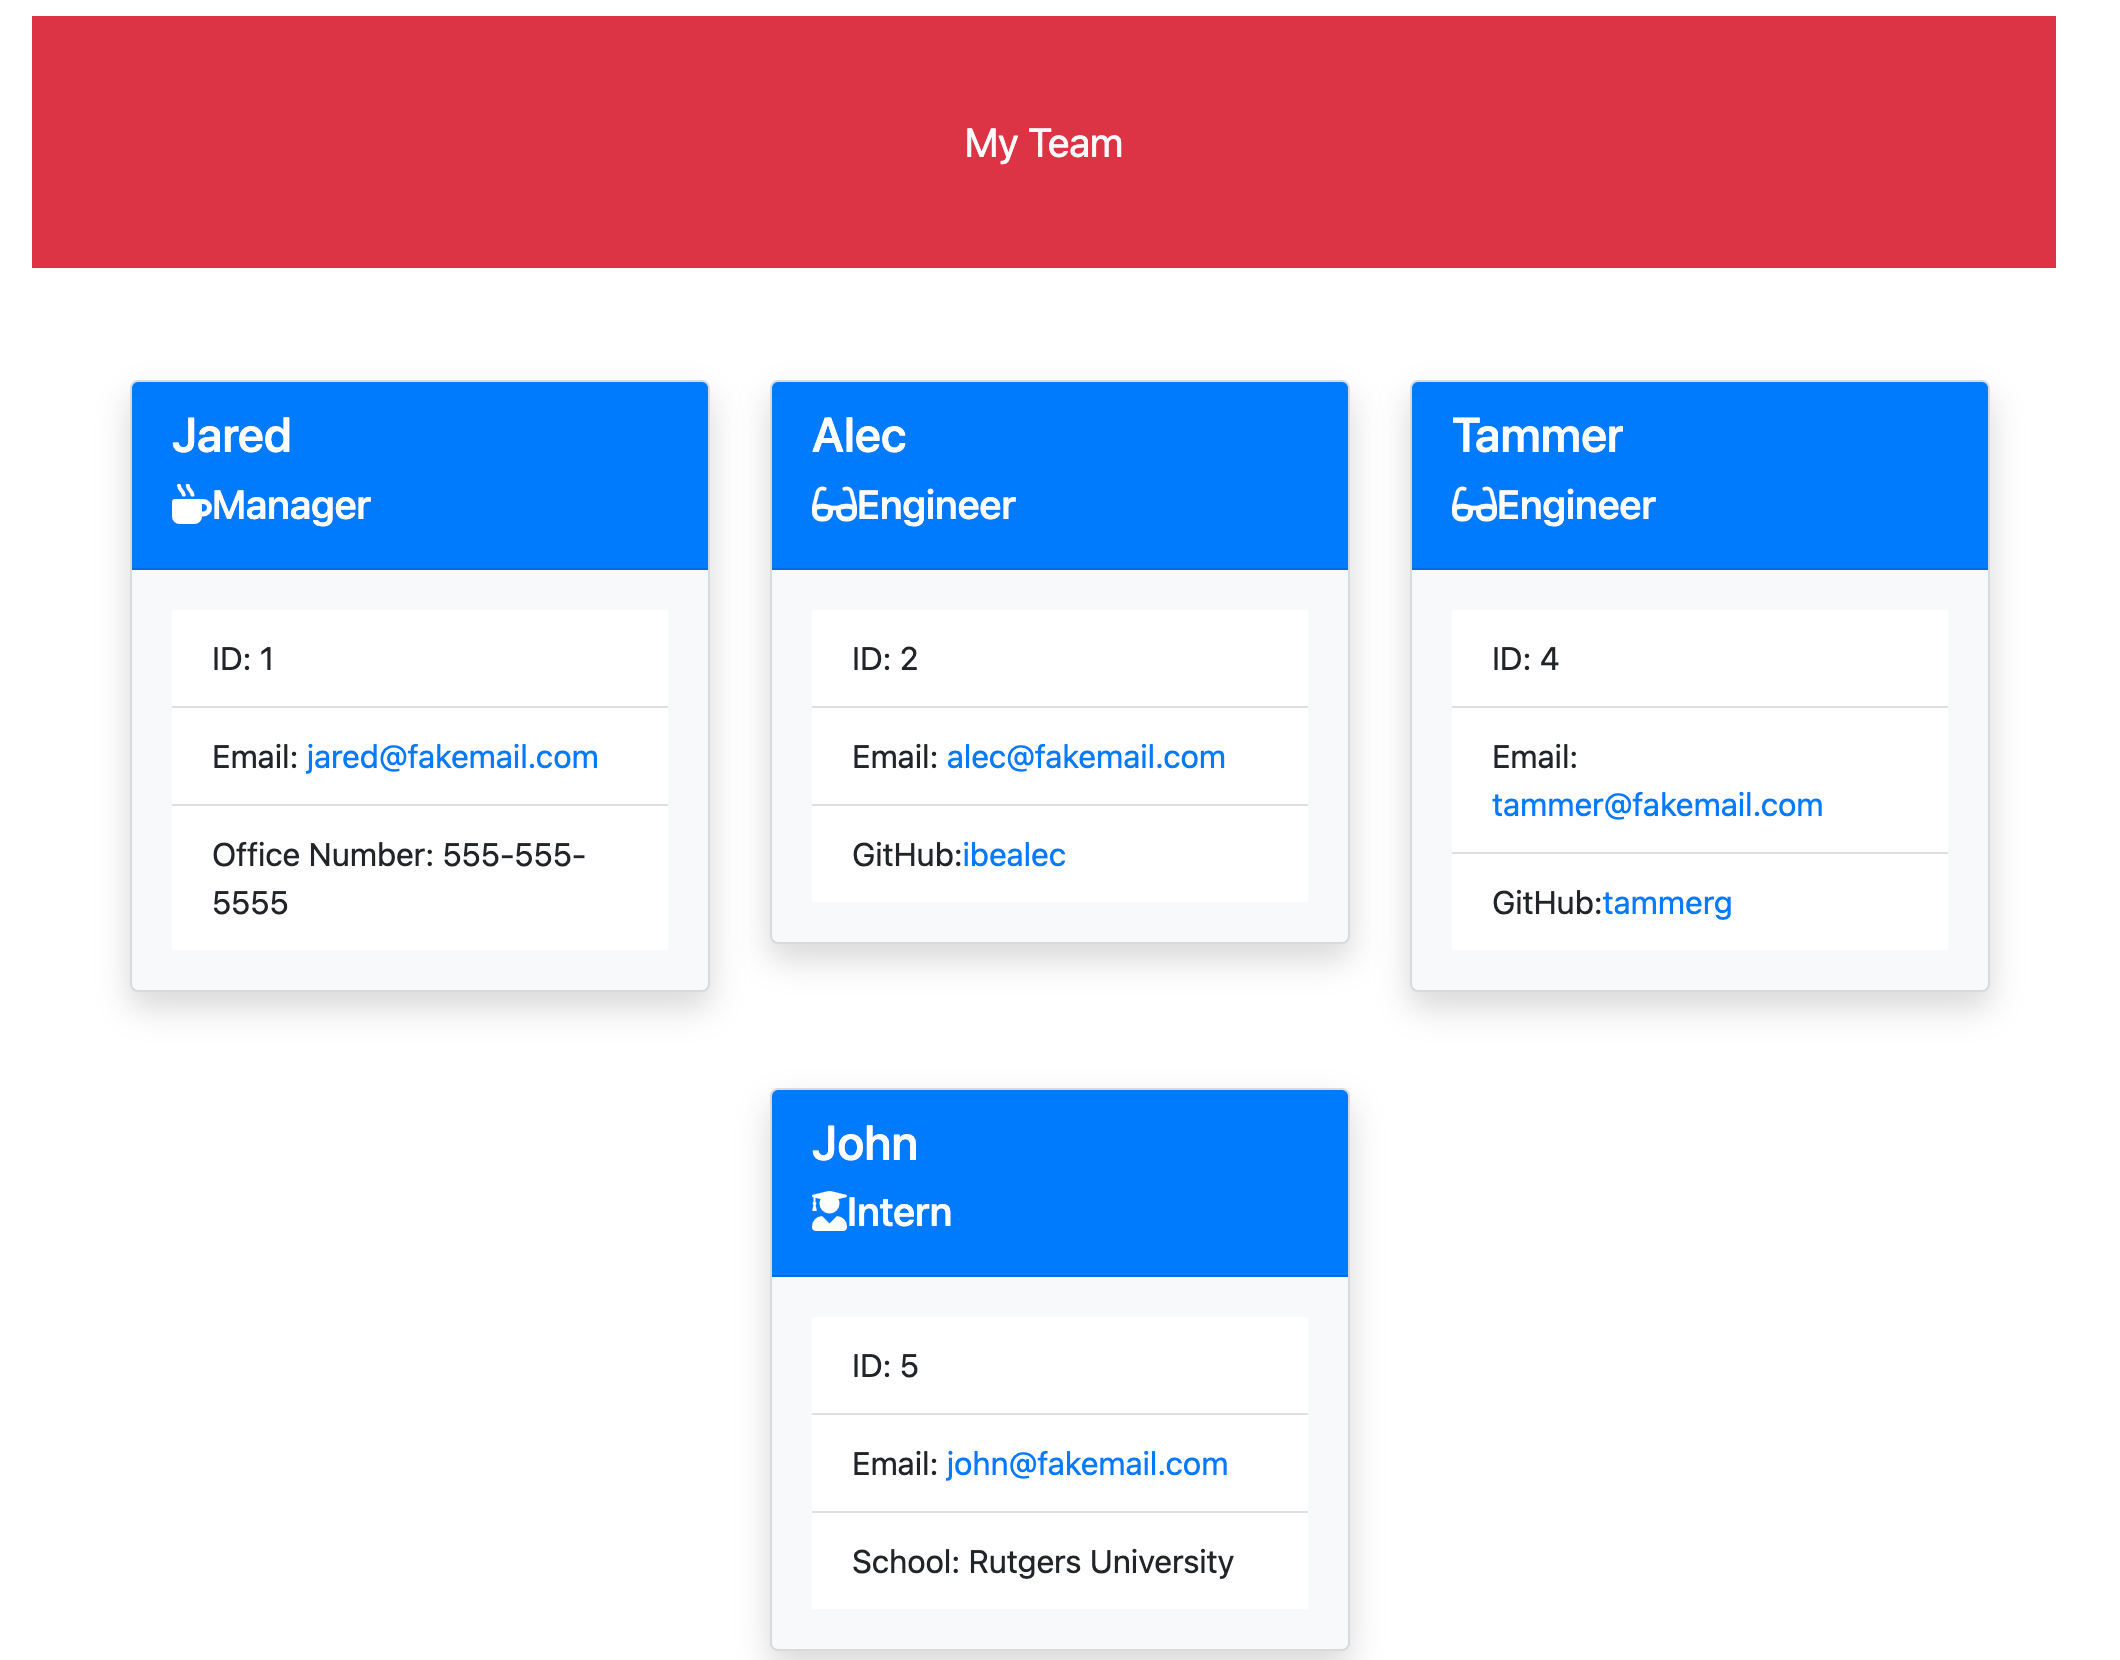 My Team
Jared
Manager
ID: 1
Email: jared@fakemail.com
Office Number: 555-555-
5555
Alec
Engineer
ID: 2
Email: alec@fakemail.com
GitHub:ibealec
Tammer
Engineer
ID: 4
Email:
tammer@fakemail.com
GitHub:tammerg
John
Intern
ID: 5
Email: john@fakemail.com
School: Rutgers University